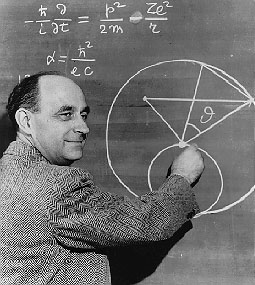 -ħ/i ∂/∂t = p²/2m - Ze²/r
α = ħ²/ec
ϑ